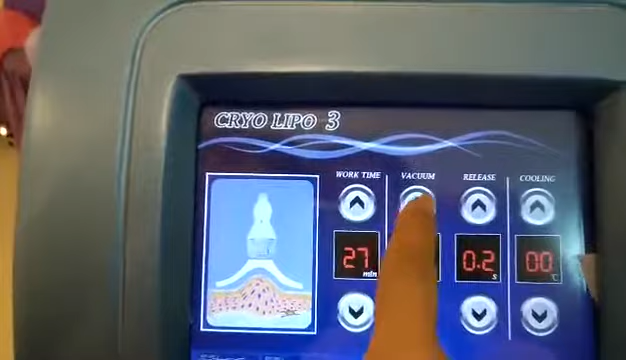 CRYO LIPO 3
WORK TIME VACUUM RELEASE COOLING
27 min 0.2 s 00 °C